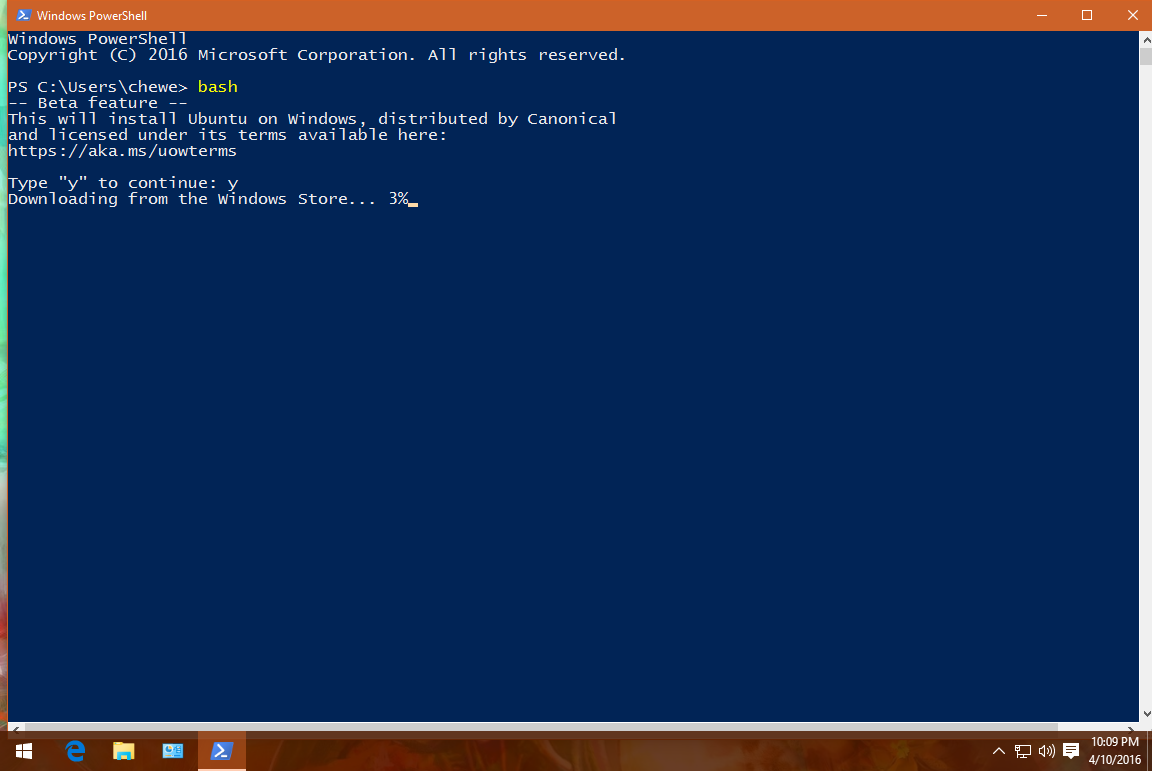 Windows PowerShell
Windows PowerShell
Copyright (C) 2016 Microsoft Corporation. All rights reserved.
PS C:\Users\chewe> bash
-- Beta feature --
This will install Ubuntu on Windows, distributed by Canonical
and licensed under its terms available here:
https://aka.ms/uowterms
Type "y" to continue: y
Downloading from the Windows Store... 3%
10:09 PM
4/10/2016